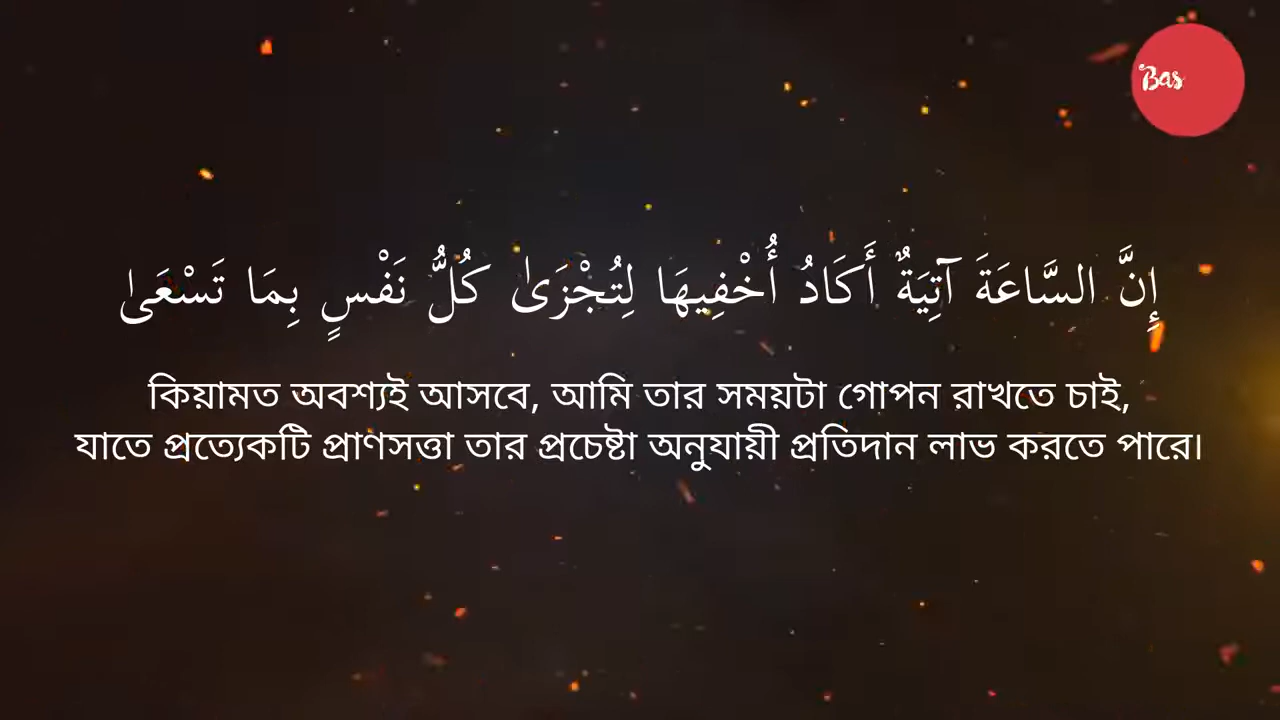 Bas
إِنَّ السَّاعَةَ آتِيَةٌ أَكَادُ أُخْفِيهَا لِتُجْزَىٰ كُلُّ نَفْسٍ بِمَا تَسْعَىٰ
কিয়ামত অবশ্যই আসবে, আমি তার সময়টা গোপন রাখতে চাই,
যাতে প্রত্যেকটি প্রাণসত্তা তার প্রচেষ্টা অনুযায়ী প্রতিদান লাভ করতে পারে।